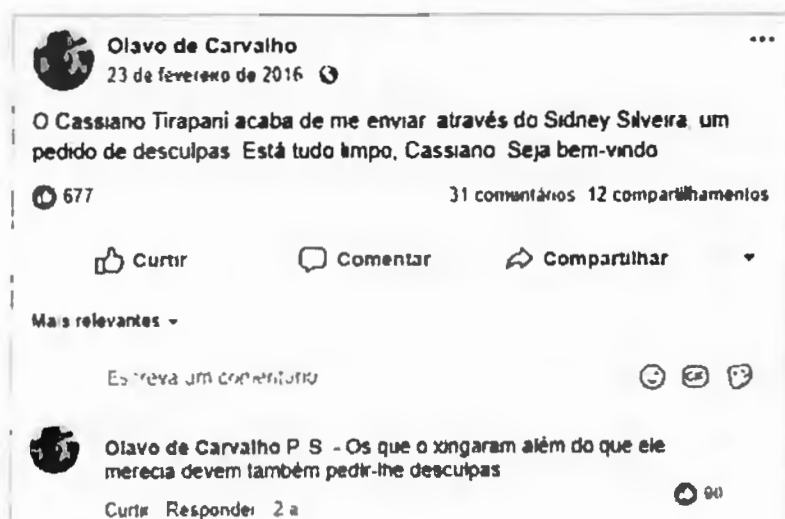 Olavo de Carvalho
23 de fevereiro de 2016
O Cassiano Tirapani acaba de me enviar através do Sidney Silveira, um
pedido de desculpas Está tudo limpo, Cassiano Seja bem-vindo
677
31 comentários 12 compartilhamentos
Curtir Comentar Compartilhar
Mais relevantes
Escreva um comentário
GIF
Olavo de Carvalho P S - Os que o xingaram além do que ele
merecia devem também pedir-lhe desculpas
90
Curtir Responder 2 a